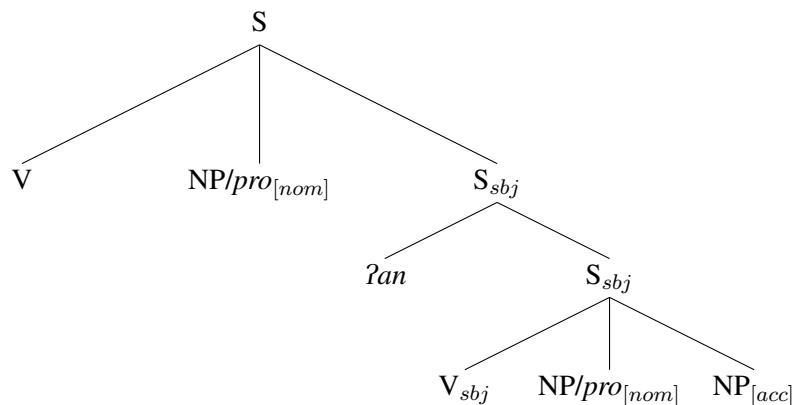 S
V NP/pro[nom] Ssbj
ʔan Ssbj
Vsbj NP/pro[nom] NP[acc]